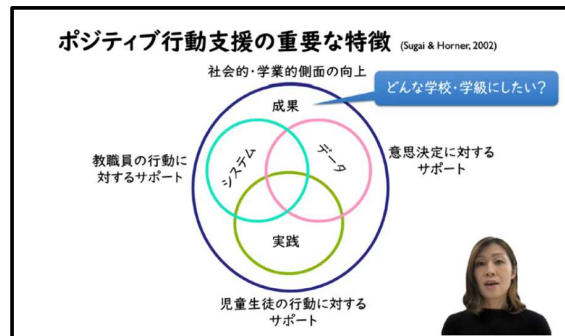 ポジティブ行動支援の重要な特徴 (Sugai & Horner, 2002)
社会的・学業的側面の向上
どんな学校・学級にしたい？
成果
教職員の行動に
対するサポート
システム
データ
意思決定に対する
サポート
実践
児童生徒の行動に対する
サポート